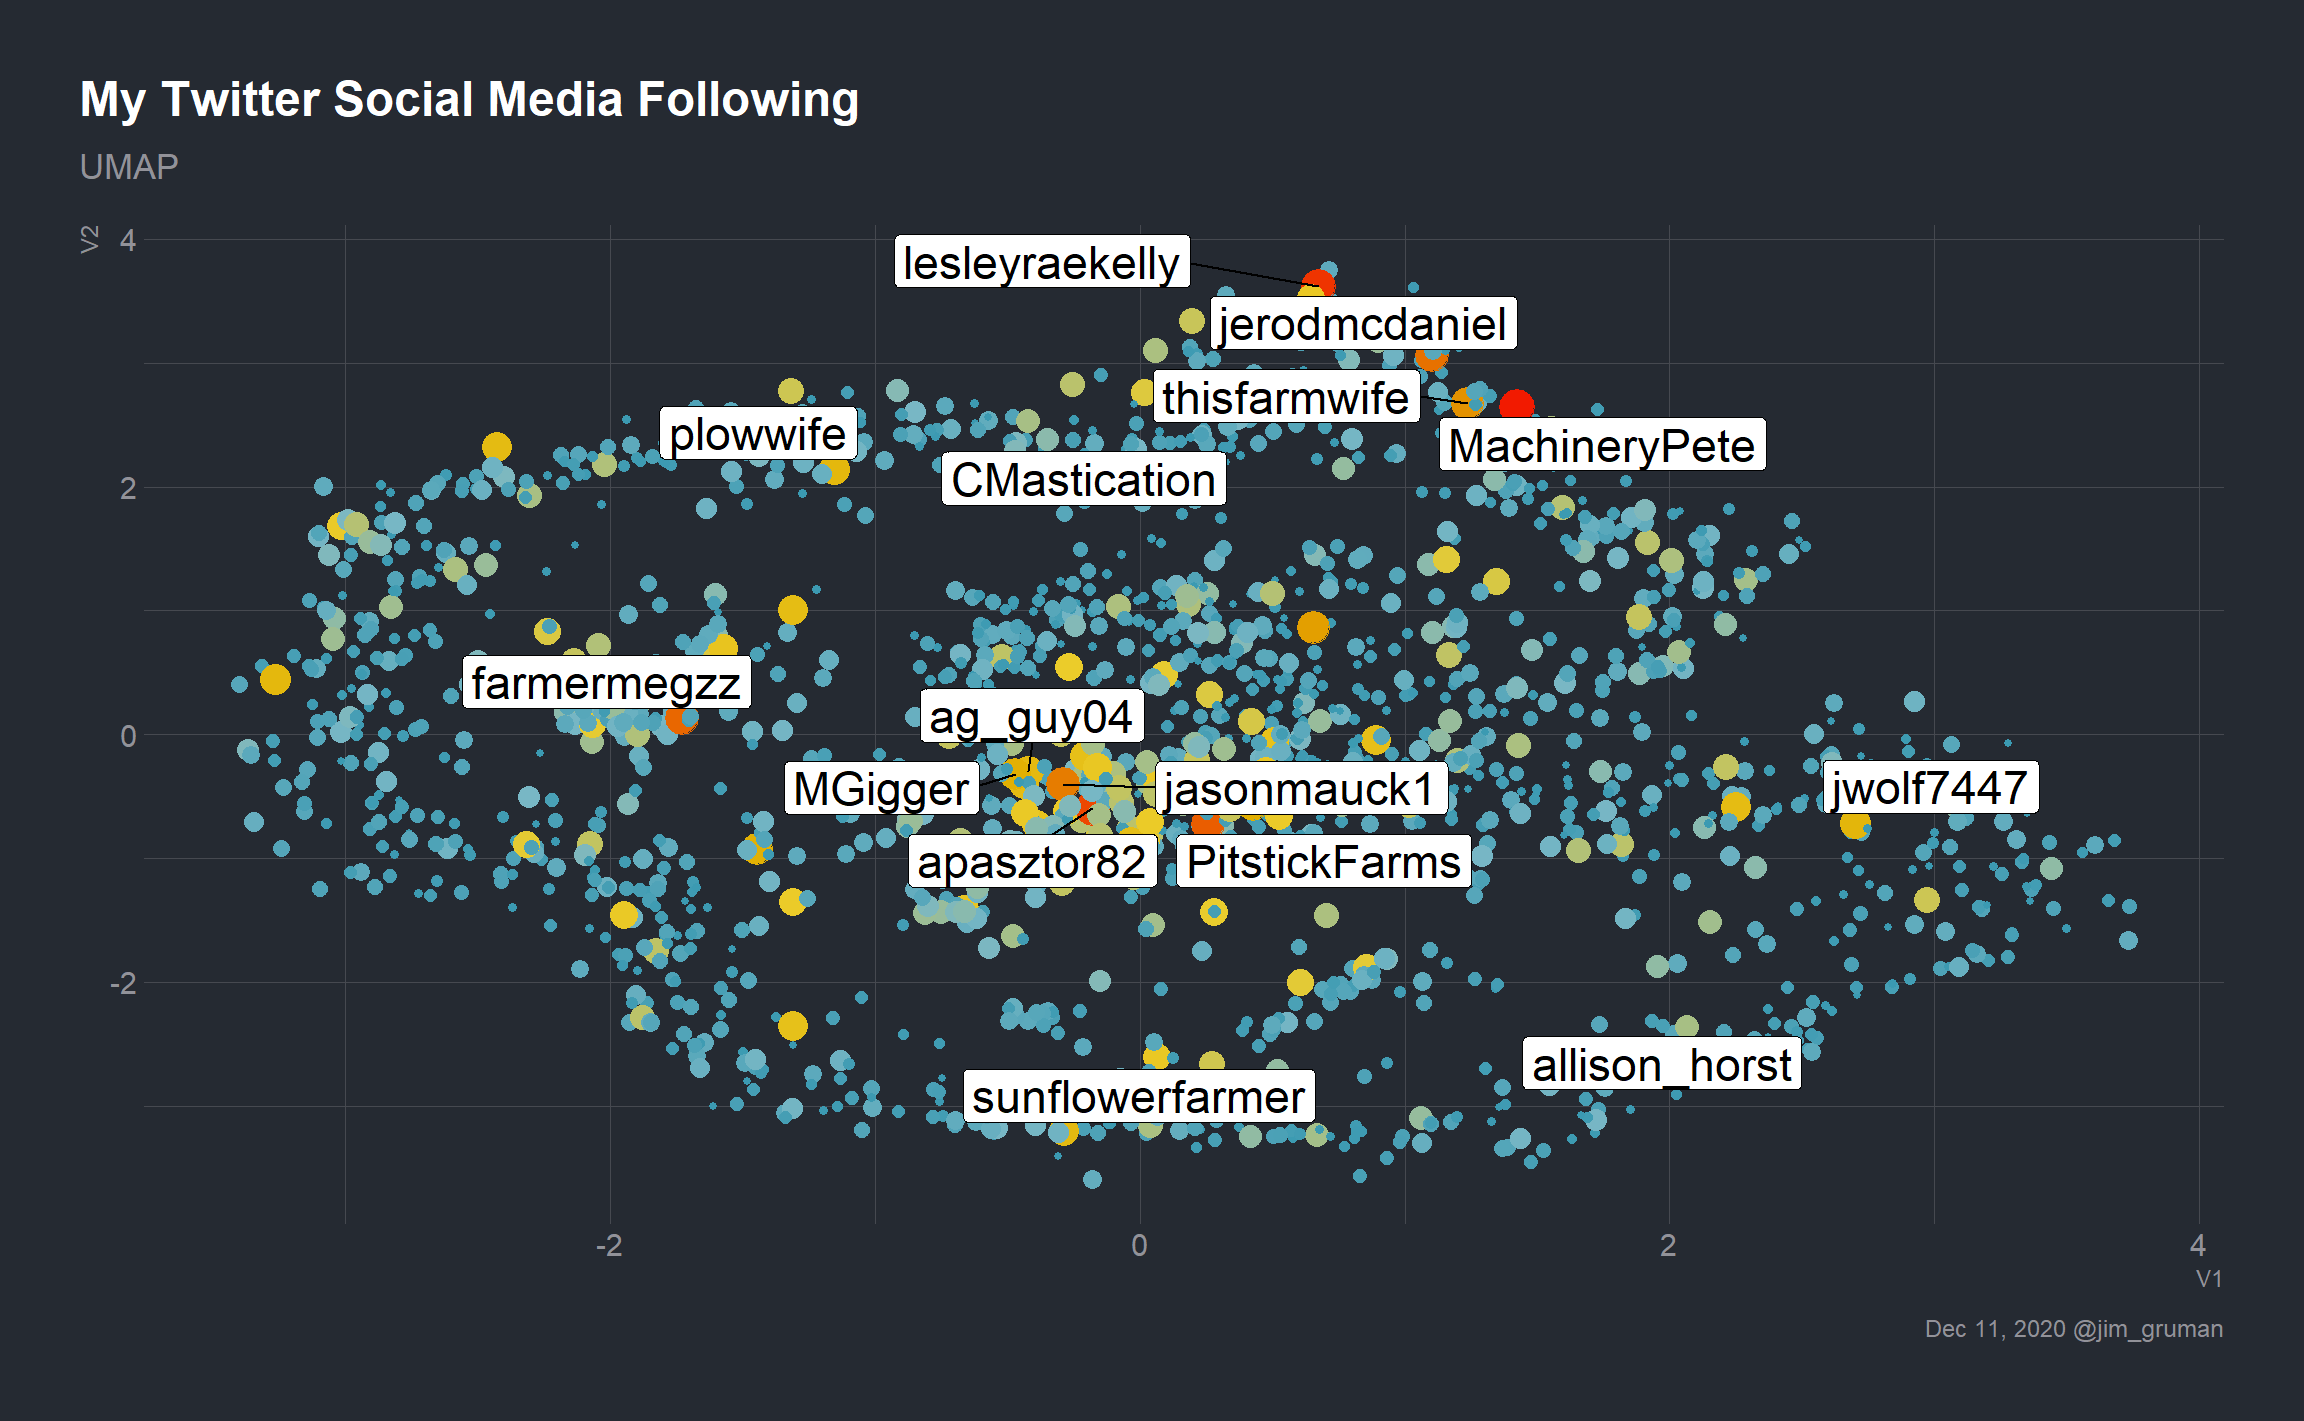 My Twitter Social Media Following
UMAP
V2
4
2
0
-2
lesleyraekelly
jerodmcdaniel
thisfarmwife
plowwife
MachineryPete
CMastication
farmermegzz
ag_guy04
MGigger
jasonmauck1
jwolf7447
apasztor82
PitstickFarms
allison_horst
sunflowerfarmer
-2
0
2
4
V1
Dec 11, 2020 @jim_gruman